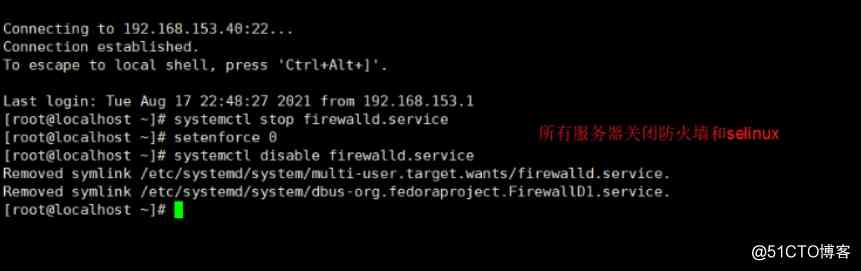 Connecting to 192.168.153.40:22...
Connection established.
To escape to local shell, press 'Ctrl+Alt+]'.
Last login: Tue Aug 17 22:48:27 2021 from 192.168.153.1
[root@localhost ~]# systemctl stop firewalld.service
[root@localhost ~]# setenforce 0
所有服务器关闭防火墙和selinux
[root@localhost ~]# systemctl disable firewalld.service
Removed symlink /etc/systemd/system/multi-user.target.wants/firewalld.service.
Removed symlink /etc/systemd/system/dbus-org.fedoraproject.FirewallD1.service.
[root@localhost ~]#
@51CTO博客